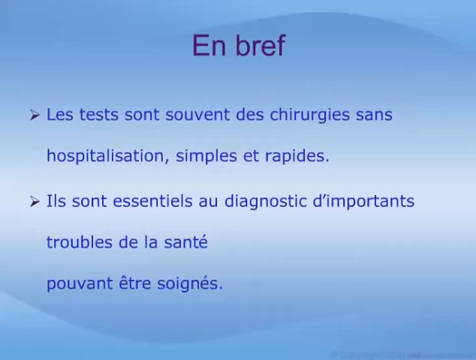 En bref
➢ Les tests sont souvent des chirurgies sans
hospitalisation, simples et rapides.
➢ Ils sont essentiels au diagnostic d’importants
troubles de la santé
pouvant être soignés.